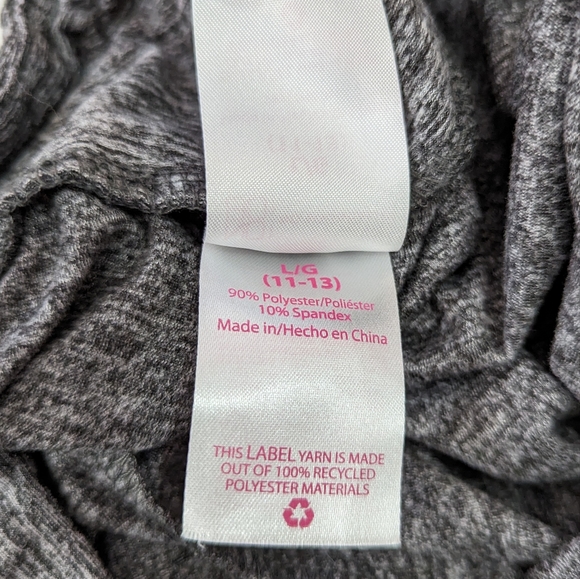 L/G
(11-13)
90% Polyester/Poliéster
10% Spandex
Made in/Hecho en China
THIS LABEL YARN IS MADE
OUT OF 100% RECYCLED
POLYESTER MATERIALS